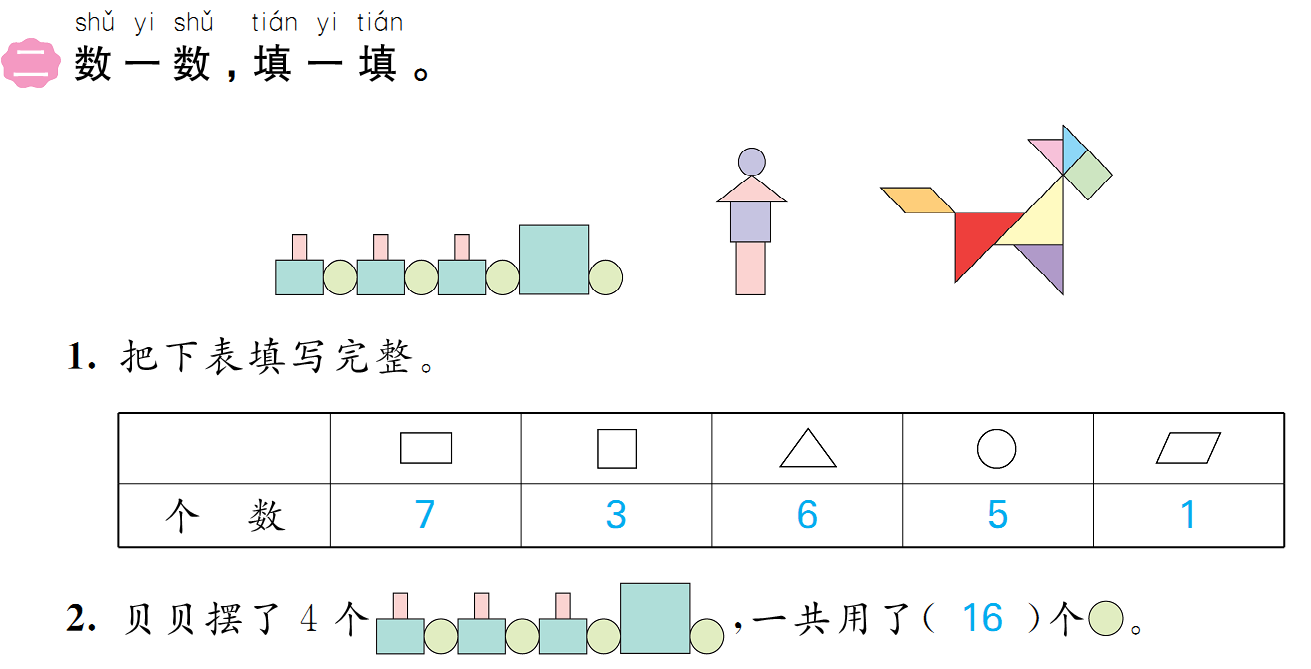 shǔ yi shǔ tián yi tián
二 数一数，填一填。
1. 把下表填写完整。
个 数 7 3 6 5 1
2. 贝贝摆了 4 个 ，一共用了( 16 )个 。